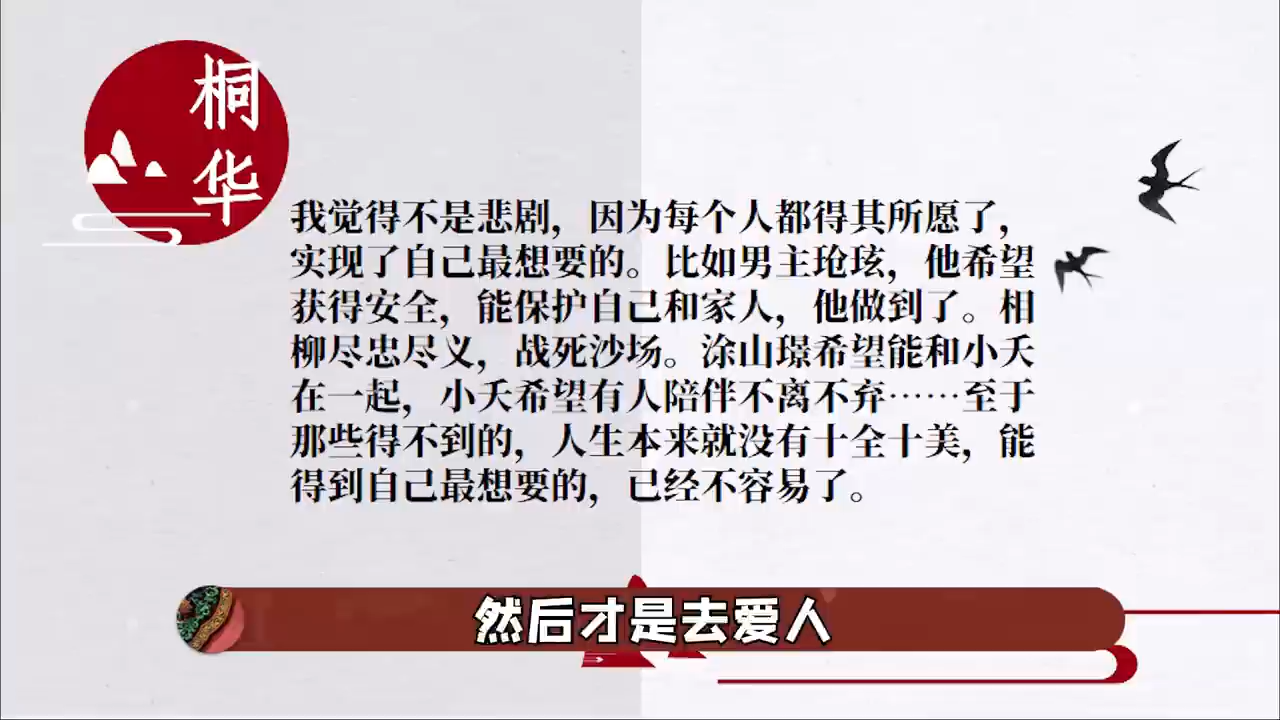 桐华
我觉得不是悲剧，因为每个人都得其所愿了，
实现了自己最想要的。比如男主玱玹，他希望
获得安全，能保护自己和家人，他做到了。相
柳尽忠尽义，战死沙场。涂山璟希望能和小夭
在一起，小夭希望有人陪伴不离不弃……至于
那些得不到的，人生本来就没有十全十美，能
得到自己最想要的，已经不容易了。
然后才是去爱人